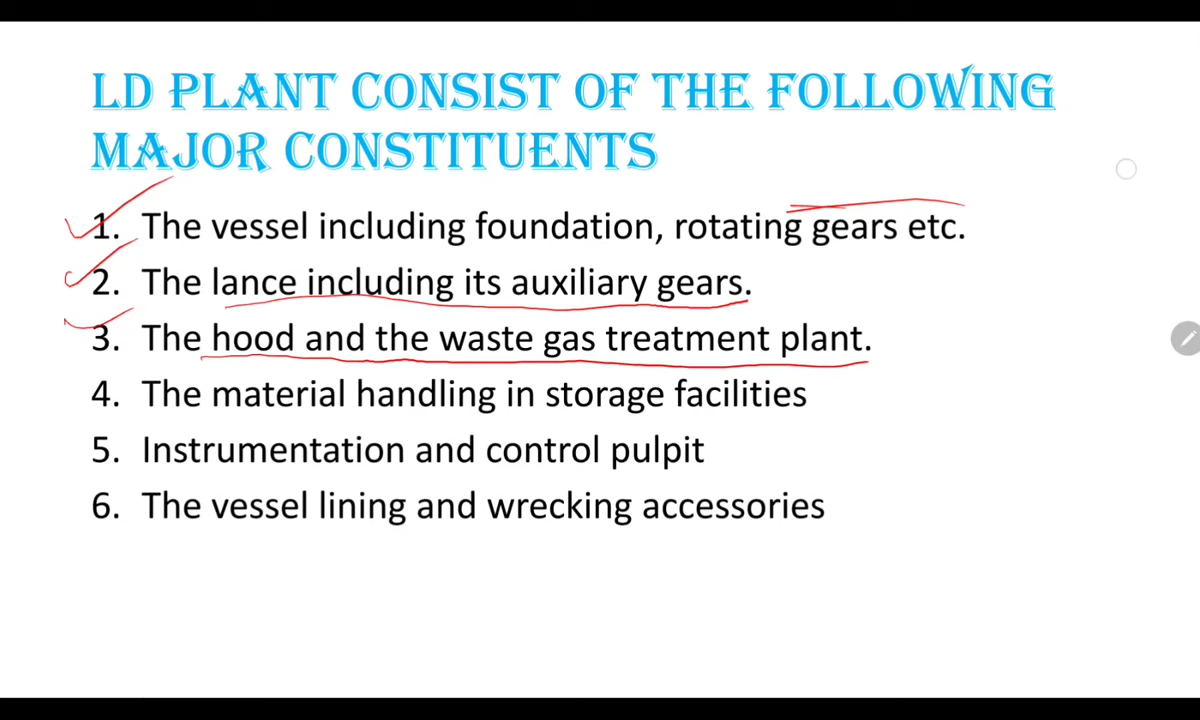 LD PLANT CONSIST OF THE FOLLOWING
MAJOR CONSTITUENTS
1. The vessel including foundation, rotating gears etc.
2. The lance including its auxiliary gears.
3. The hood and the waste gas treatment plant.
4. The material handling in storage facilities
5. Instrumentation and control pulpit
6. The vessel lining and wrecking accessories